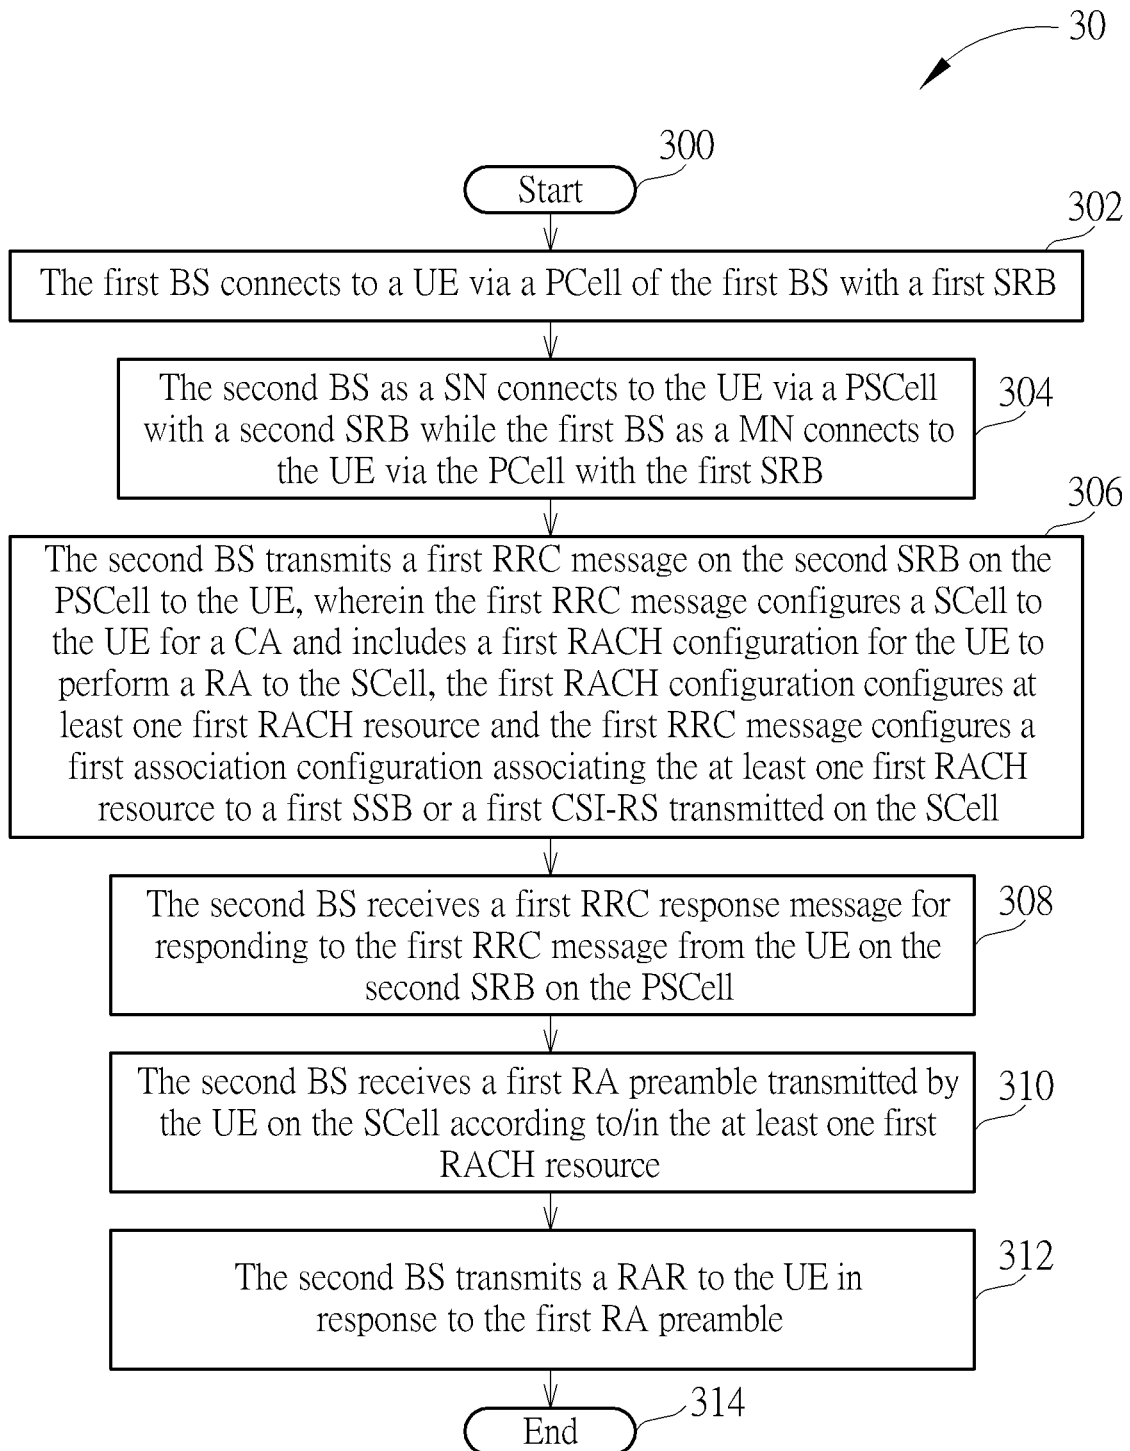 30
300
Start
302
The first BS connects to a UE via a PCell of the first BS with a first SRB
The second BS as a SN connects to the UE via a PSCell
with a second SRB while the first BS as a MN connects to
the UE via the PCell with the first SRB
304
306
The second BS transmits a first RRC message on the second SRB on the
PSCell to the UE, wherein the first RRC message configures a SCell to
the UE for a CA and includes a first RACH configuration for the UE to
perform a RA to the SCell, the first RACH configuration configures at
least one first RACH resource and the first RRC message configures a
first association configuration associating the at least one first RACH
resource to a first SSB or a first CSI-RS transmitted on the SCell
The second BS receives a first RRC response message for
responding to the first RRC message from the UE on the
second SRB on the PSCell
308
The second BS receives a first RA preamble transmitted by
the UE on the SCell according to/in the at least one first
RACH resource
310
The second BS transmits a RAR to the UE in
response to the first RA preamble
312
End
314